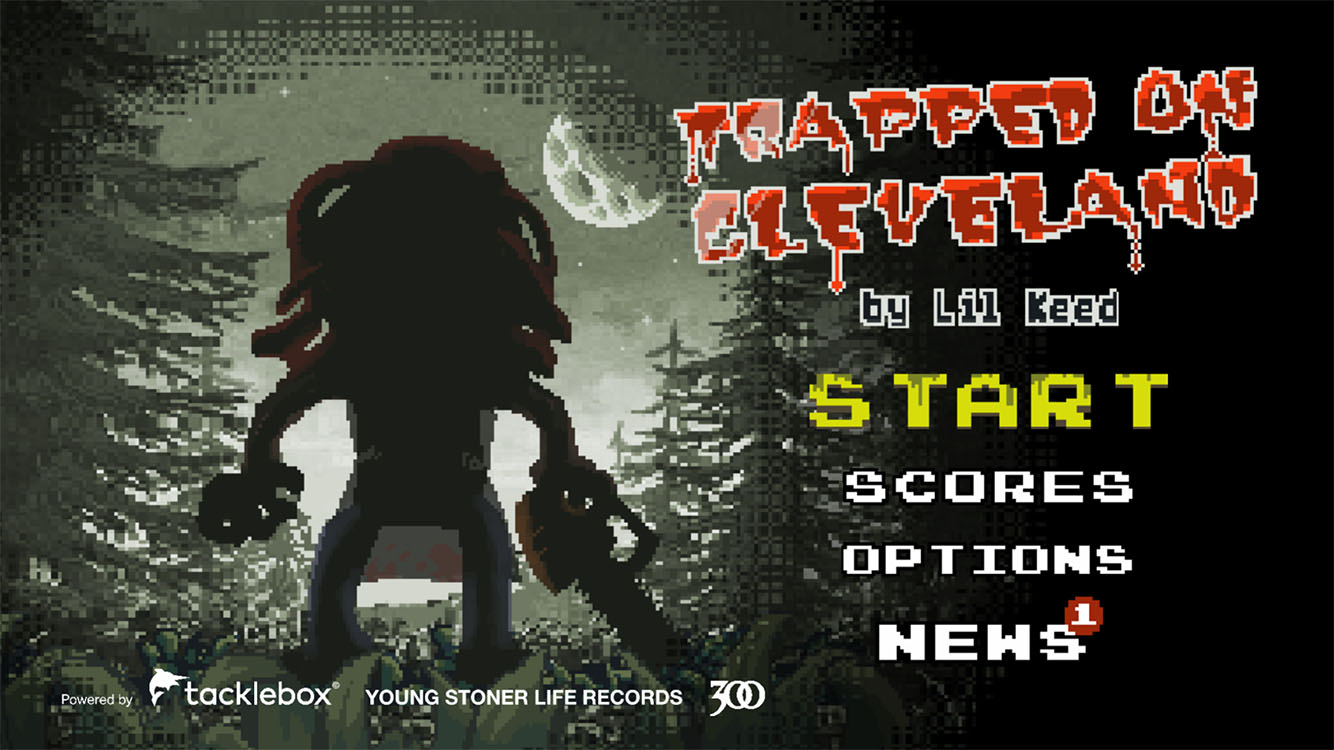 TRAPPED ON
CLEVELAND
by Lil Keed
START
SCORES
OPTIONS
NEWS
1
Powered by tacklebox® YOUNG STONER LIFE RECORDS 300